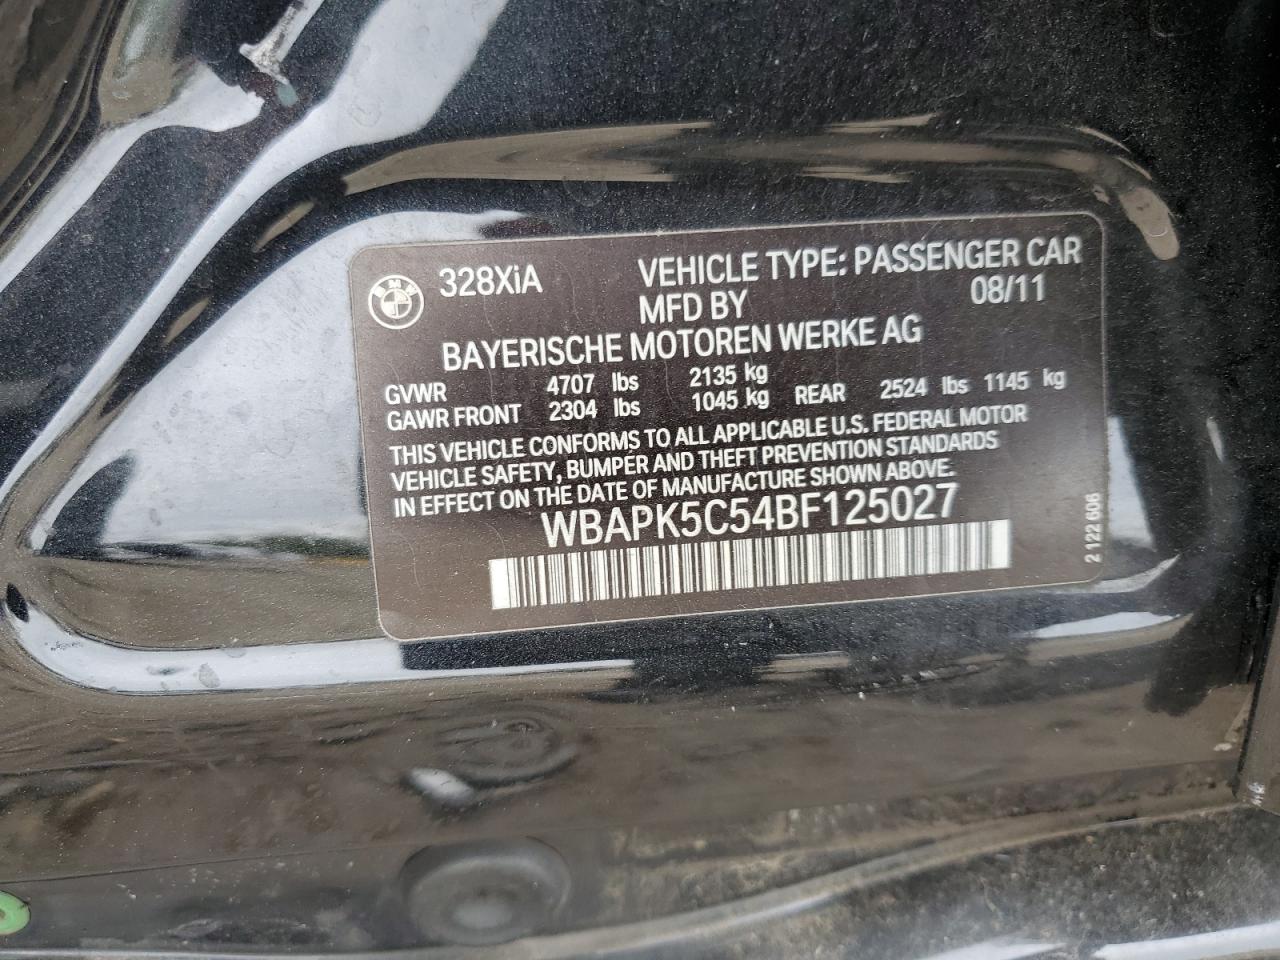 BMW
328XiA VEHICLE TYPE: PASSENGER CAR
MFD BY 08/11
BAYERISCHE MOTOREN WERKE AG
GVWR 4707 lbs 2135 kg
GAWR FRONT 2304 lbs 1045 kg REAR 2524 lbs 1145 kg
THIS VEHICLE CONFORMS TO ALL APPLICABLE U.S. FEDERAL MOTOR
VEHICLE SAFETY, BUMPER AND THEFT PREVENTION STANDARDS
IN EFFECT ON THE DATE OF MANUFACTURE SHOWN ABOVE.
WBAPK5C54BF125027
2 122 606